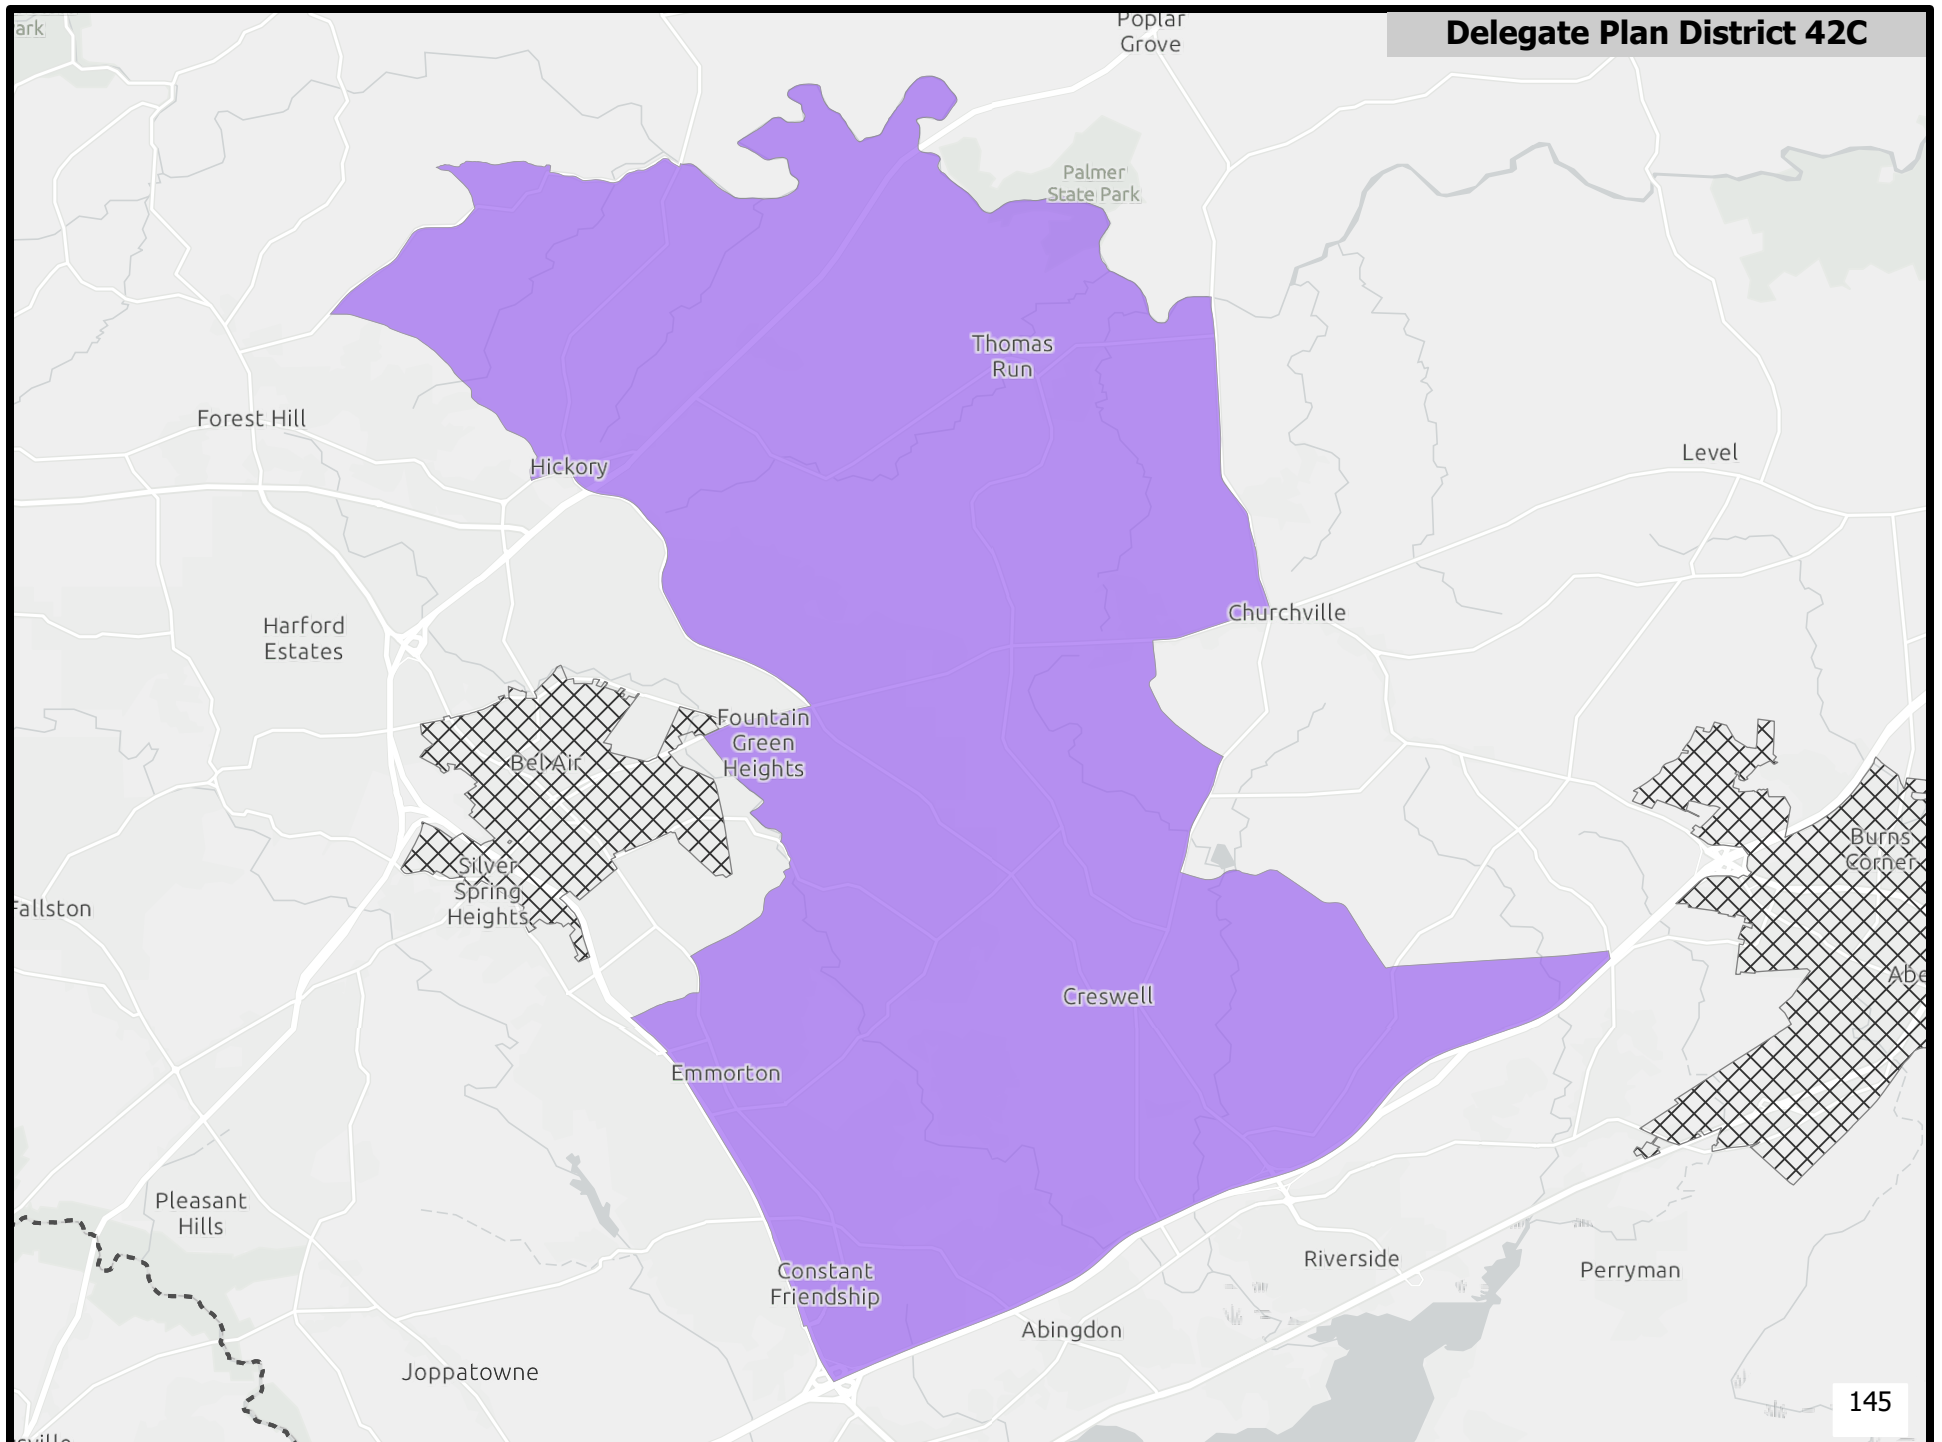 ark
Poplar
Grove
Delegate Plan District 42C
Palmer
State Park
Thomas
Run
Forest Hill
Hickory
Level
Harford
Estates
Churchville
Fountain
Green
Heights
Bel Air
Burns
Corner
Silver
Spring
Heights
Fallston
Abe
Creswell
Emmorton
Pleasant
Hills
Constant
Friendship
Riverside
Perryman
Abingdon
Joppatowne
145